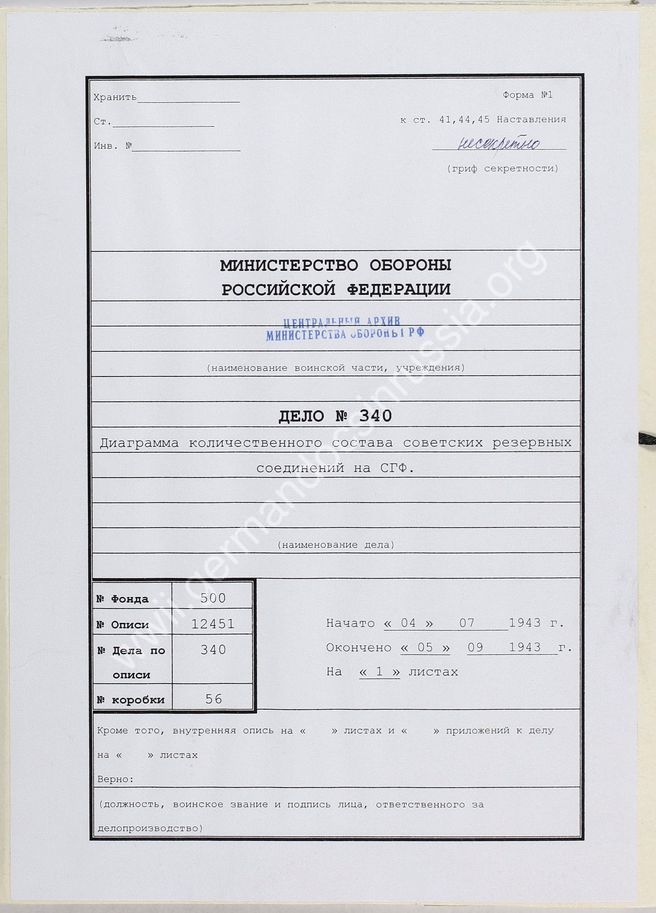 Хранить
Форма №1
Ст.
к ст. 41,44,45 Наставления
Инв. №
несекретно
(гриф секретности)
МИНИСТЕРСТВО ОБОРОНЫ
РОССИЙСКОЙ ФЕДЕРАЦИИ
ЦЕНТРАЛЬНЫЙ АРХИВ
МИНИСТЕРСТВА ОБОРОНЫ РФ
(наименование воинской части, учреждения)
ДЕЛО № 340
Диаграмма количественного состава советских резервных
соединений на СГФ.
(наименование дела)
№ Фонда 500
№ Описи 12451
№ Дела по описи 340
№ коробки 56
Начато « 04 » 07 1943 г.
Окончено « 05 » 09 1943 г.
На « 1 » листах
Кроме того, внутренняя опись на « » листах и « » приложений к делу
на « » листах
Верно:
(должность, воинское звание и подпись лица, ответственного за
делопроизводство)
www.germandocsinrussia.org